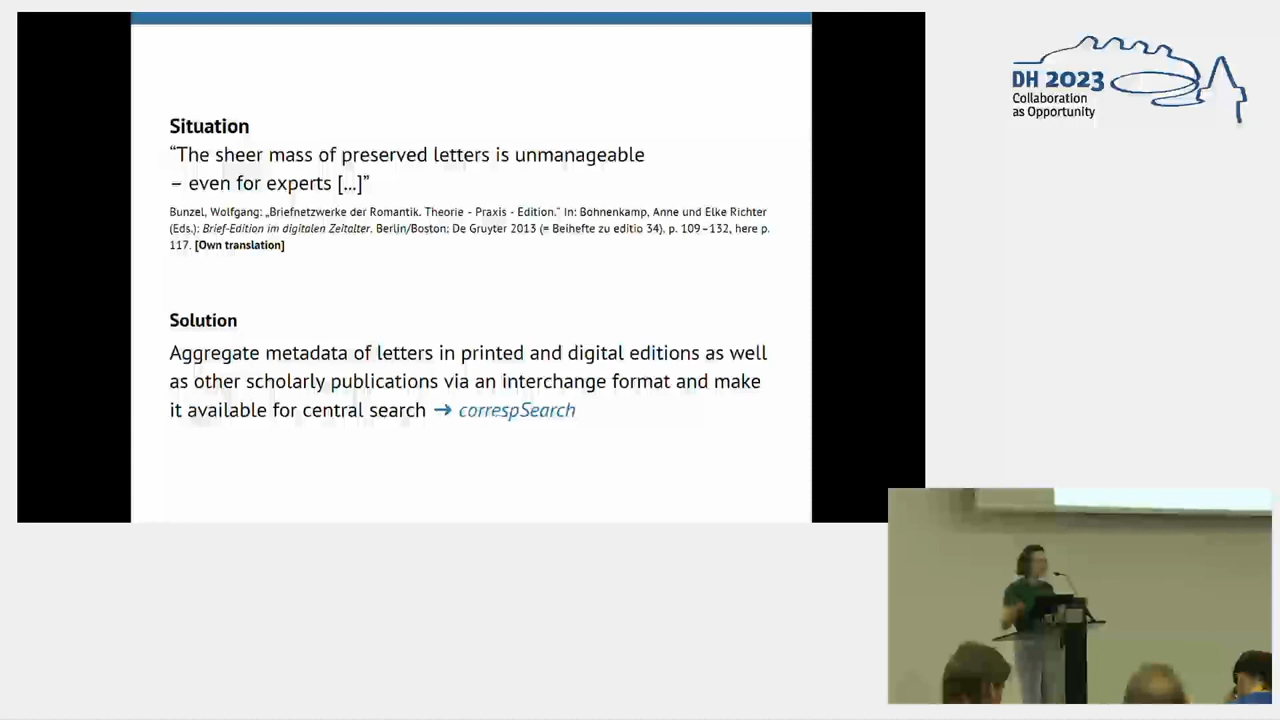 Situation
“The sheer mass of preserved letters is unmanageable
– even for experts [...]”
Bunzel, Wolfgang: „Briefnetzwerke der Romantik. Theorie - Praxis - Edition.“ In: Bohnenkamp, Anne und Elke Richter
(Eds.): Brief-Edition im digitalen Zeitalter. Berlin/Boston: De Gruyter 2013 (= Beihefte zu editio 34), p. 109–132, here p.
117. [Own translation]
Solution
Aggregate metadata of letters in printed and digital editions as well
as other scholarly publications via an interchange format and make
it available for central search ➔ correspSearch
DH 2023
Collaboration
as Opportunity